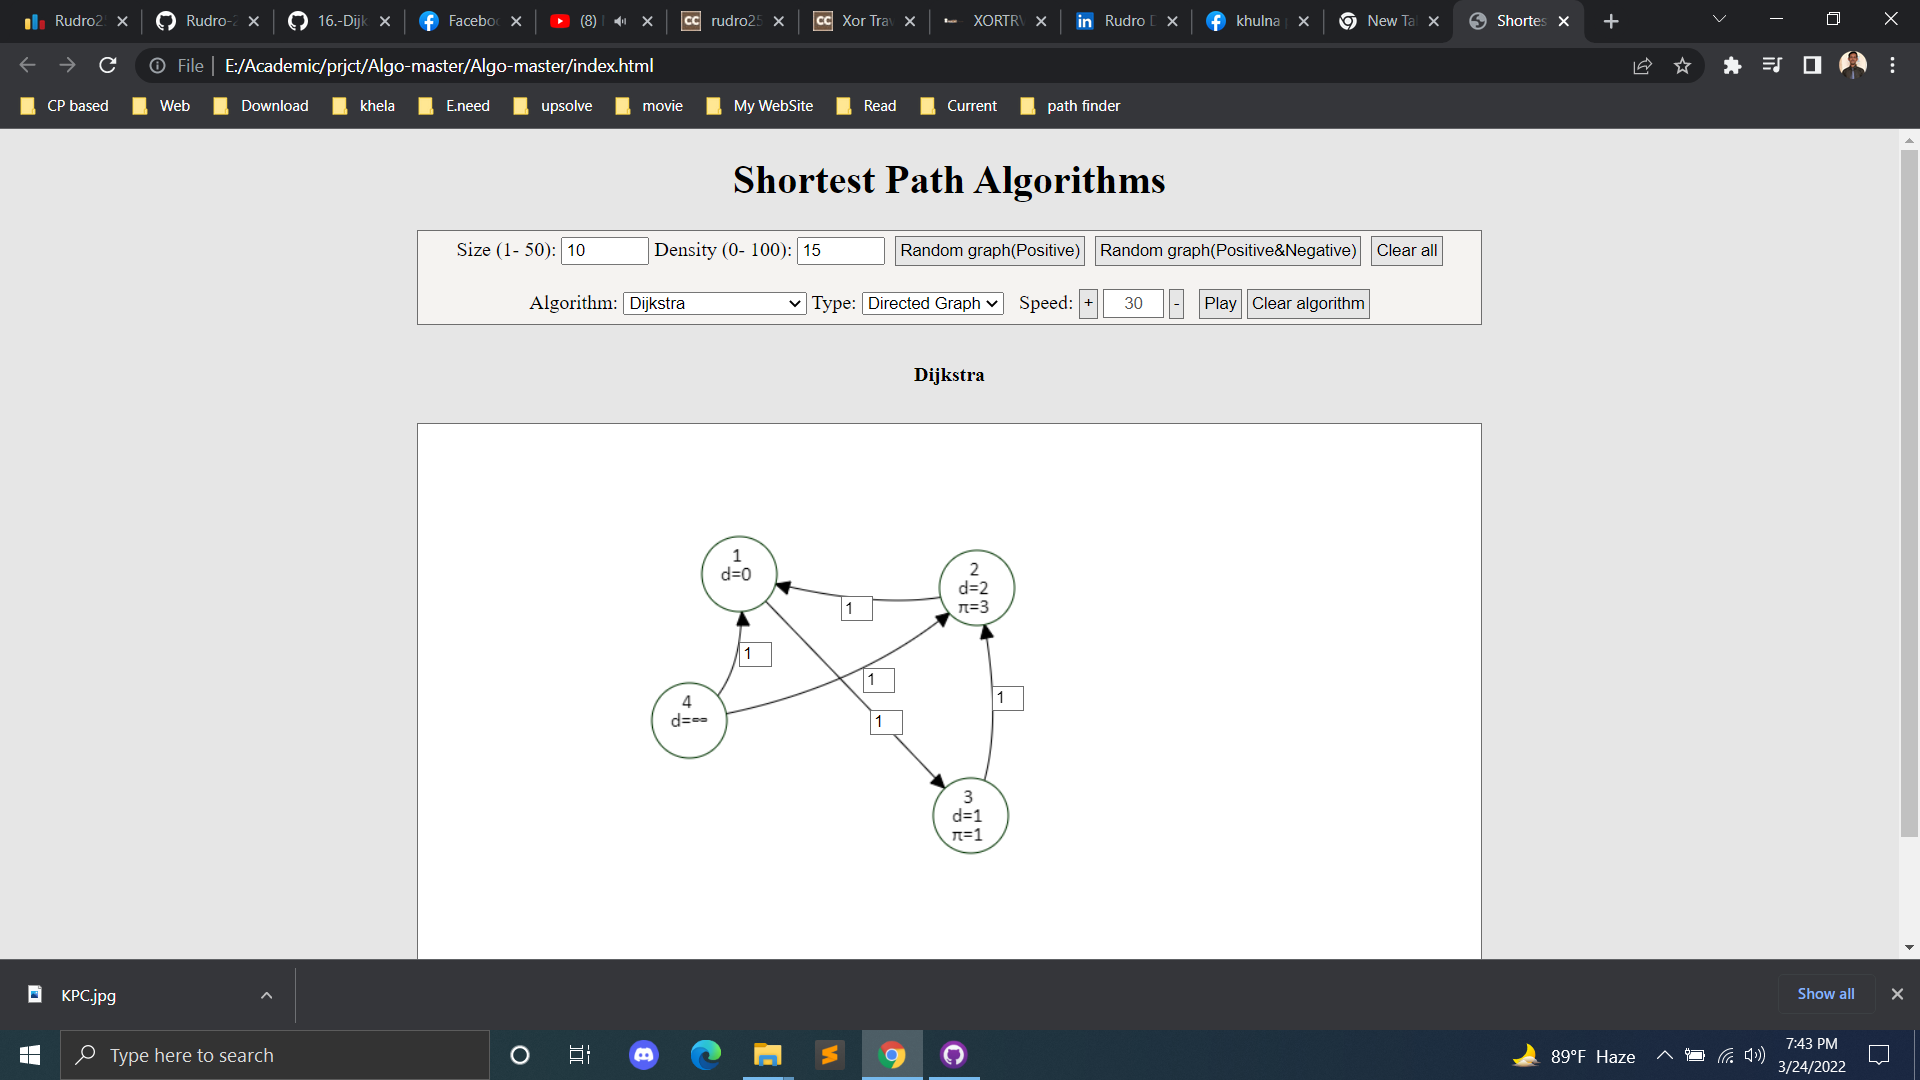 Rudro2
Rudro-2
16.-Dijk
Facebo
(8)
rudro25
Xor Tra
XORTR
Rudro D
khulna
New Ta
Shortes
File | E:/Academic/prjct/Algo-master/Algo-master/index.html
CP based Web Download khela E.need upsolve movie My WebSite Read Current path finder
Shortest Path Algorithms
Size (1- 50): 10 Density (0- 100): 15 Random graph(Positive) Random graph(Positive&Negative) Clear all
Algorithm: Dijkstra Type: Directed Graph Speed: + 30 - Play Clear algorithm
Dijkstra
1
d=0
2
d=2
π=3
1
1
1
1
1
4
d=∞
3
d=1
π=1
KPC.jpg
Show all
Type here to search
89°F Haze
7:43 PM
3/24/2022